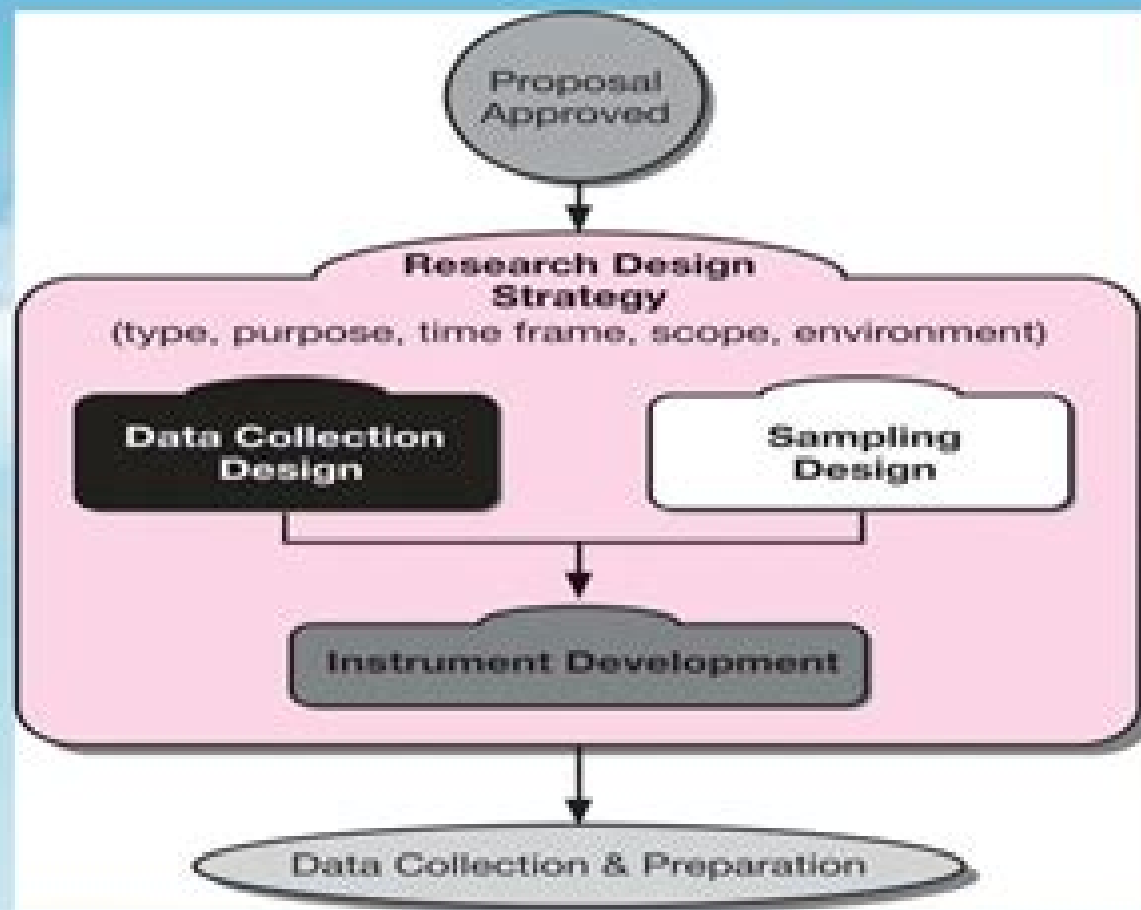 Proposal
Approved
Research Design
Strategy
(type, purpose, time frame, scope, environment)
Data Collection
Design
Sampling
Design
Instrument Development
Data Collection & Preparation